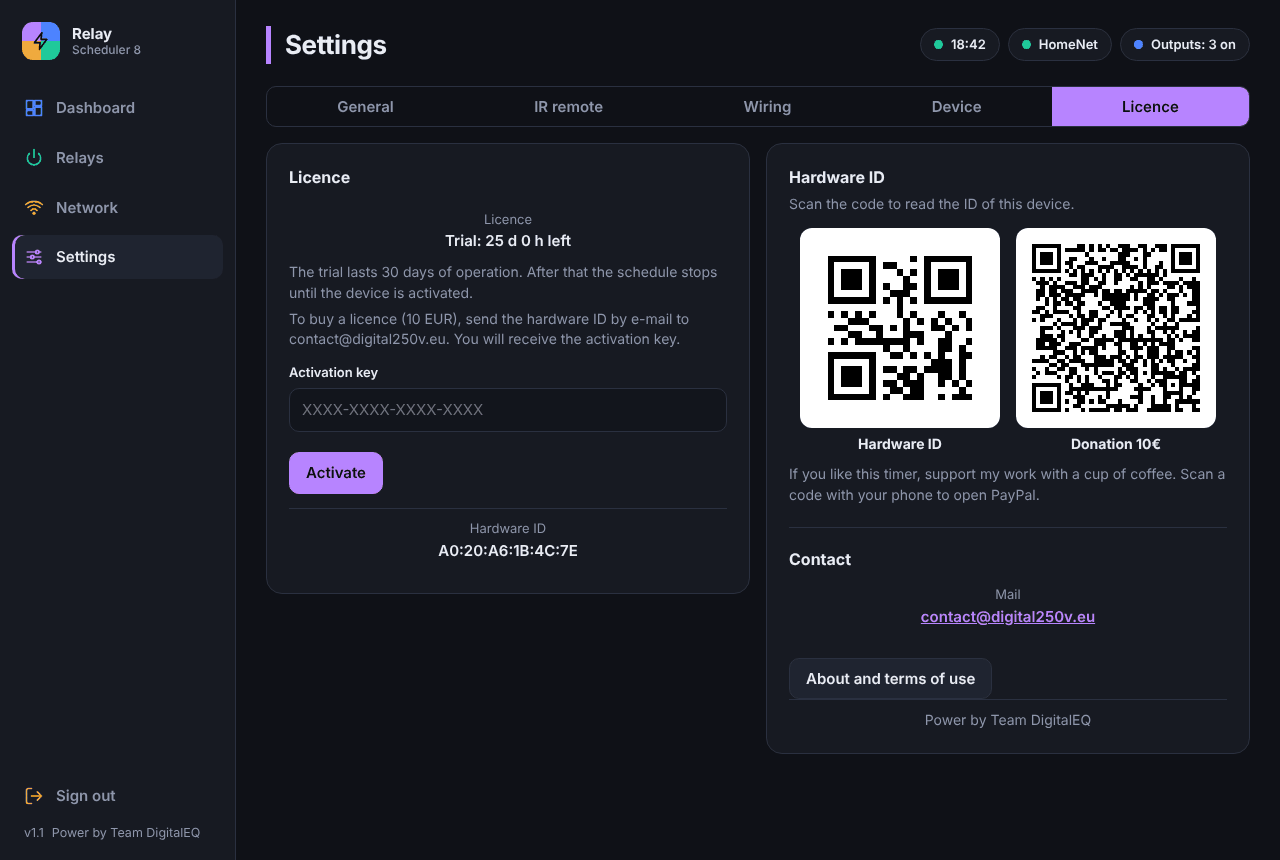 Relay
Scheduler 8
Dashboard
Relays
Network
Settings
Sign out
v1.1 Power by Team DigitalEQ
Settings
18:42
HomeNet
Outputs: 3 on
General
IR remote
Wiring
Device
Licence
Licence
Licence
Trial: 25 d 0 h left
The trial lasts 30 days of operation. After that the schedule stops
until the device is activated.
To buy a licence (10 EUR), send the hardware ID by e-mail to
contact@digital250v.eu. You will receive the activation key.
Activation key
XXXX-XXXX-XXXX-XXXX
Activate
Hardware ID
A0:20:A6:1B:4C:7E
Hardware ID
Scan the code to read the ID of this device.
Hardware ID
Donation 10€
If you like this timer, support my work with a cup of coffee. Scan a
code with your phone to open PayPal.
Contact
Mail
contact@digital250v.eu
About and terms of use
Power by Team DigitalEQ